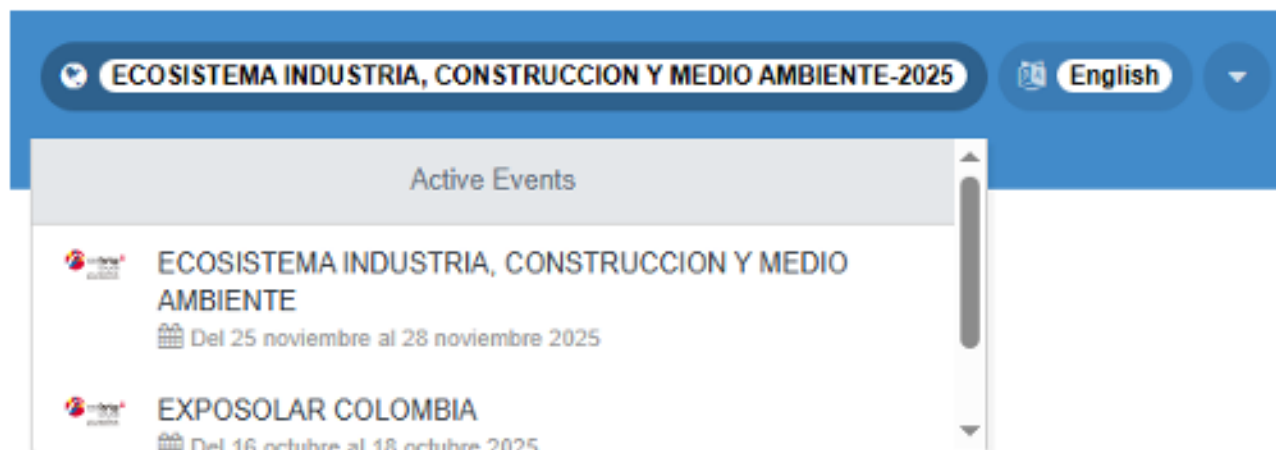 ECOSISTEMA INDUSTRIA, CONSTRUCCION Y MEDIO AMBIENTE-2025
English
Active Events
ECOSISTEMA INDUSTRIA, CONSTRUCCION Y MEDIO
AMBIENTE
Del 25 noviembre al 28 noviembre 2025
EXPOSOLAR COLOMBIA
Del 16 octubre al 18 octubre 2025